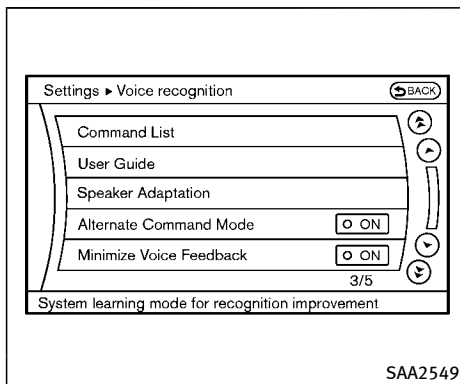 Settings ▸ Voice recognition BACK
Command List
User Guide
Speaker Adaptation
Alternate Command Mode ON
Minimize Voice Feedback ON
3/5
System learning mode for recognition improvement
SAA2549